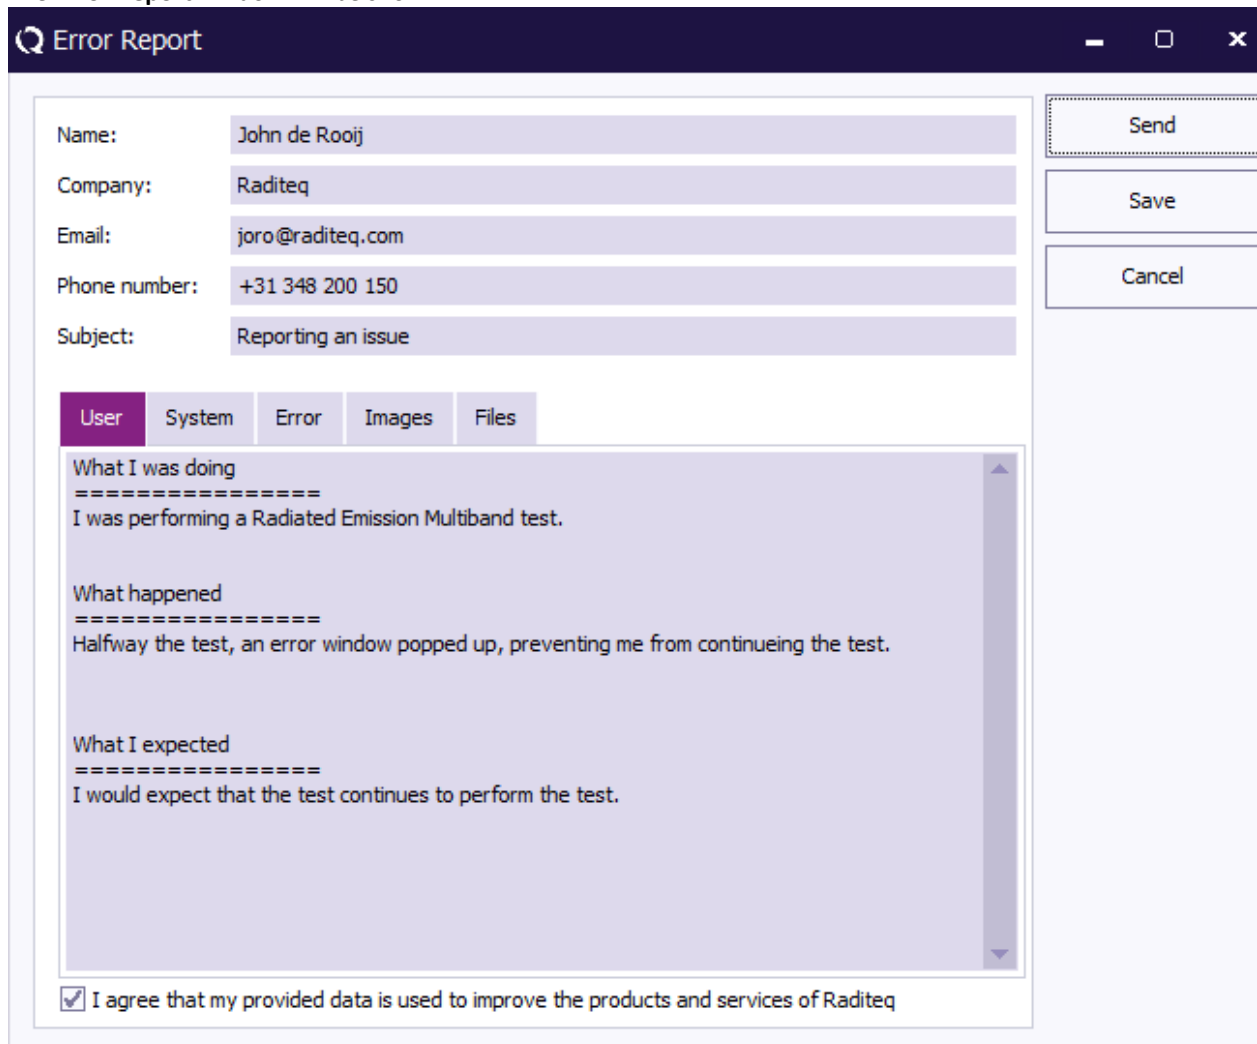 Error Report
Name: John de Rooij
Company: Raditeq
Email: joro@raditeq.com
Phone number: +31 348 200 150
Subject: Reporting an issue
Send
Save
Cancel
User System Error Images Files
What I was doing
================
I was performing a Radiated Emission Multiband test.
What happened
================
Halfway the test, an error window popped up, preventing me from continueing the test.
What I expected
================
I would expect that the test continues to perform the test.
I agree that my provided data is used to improve the products and services of Raditeq